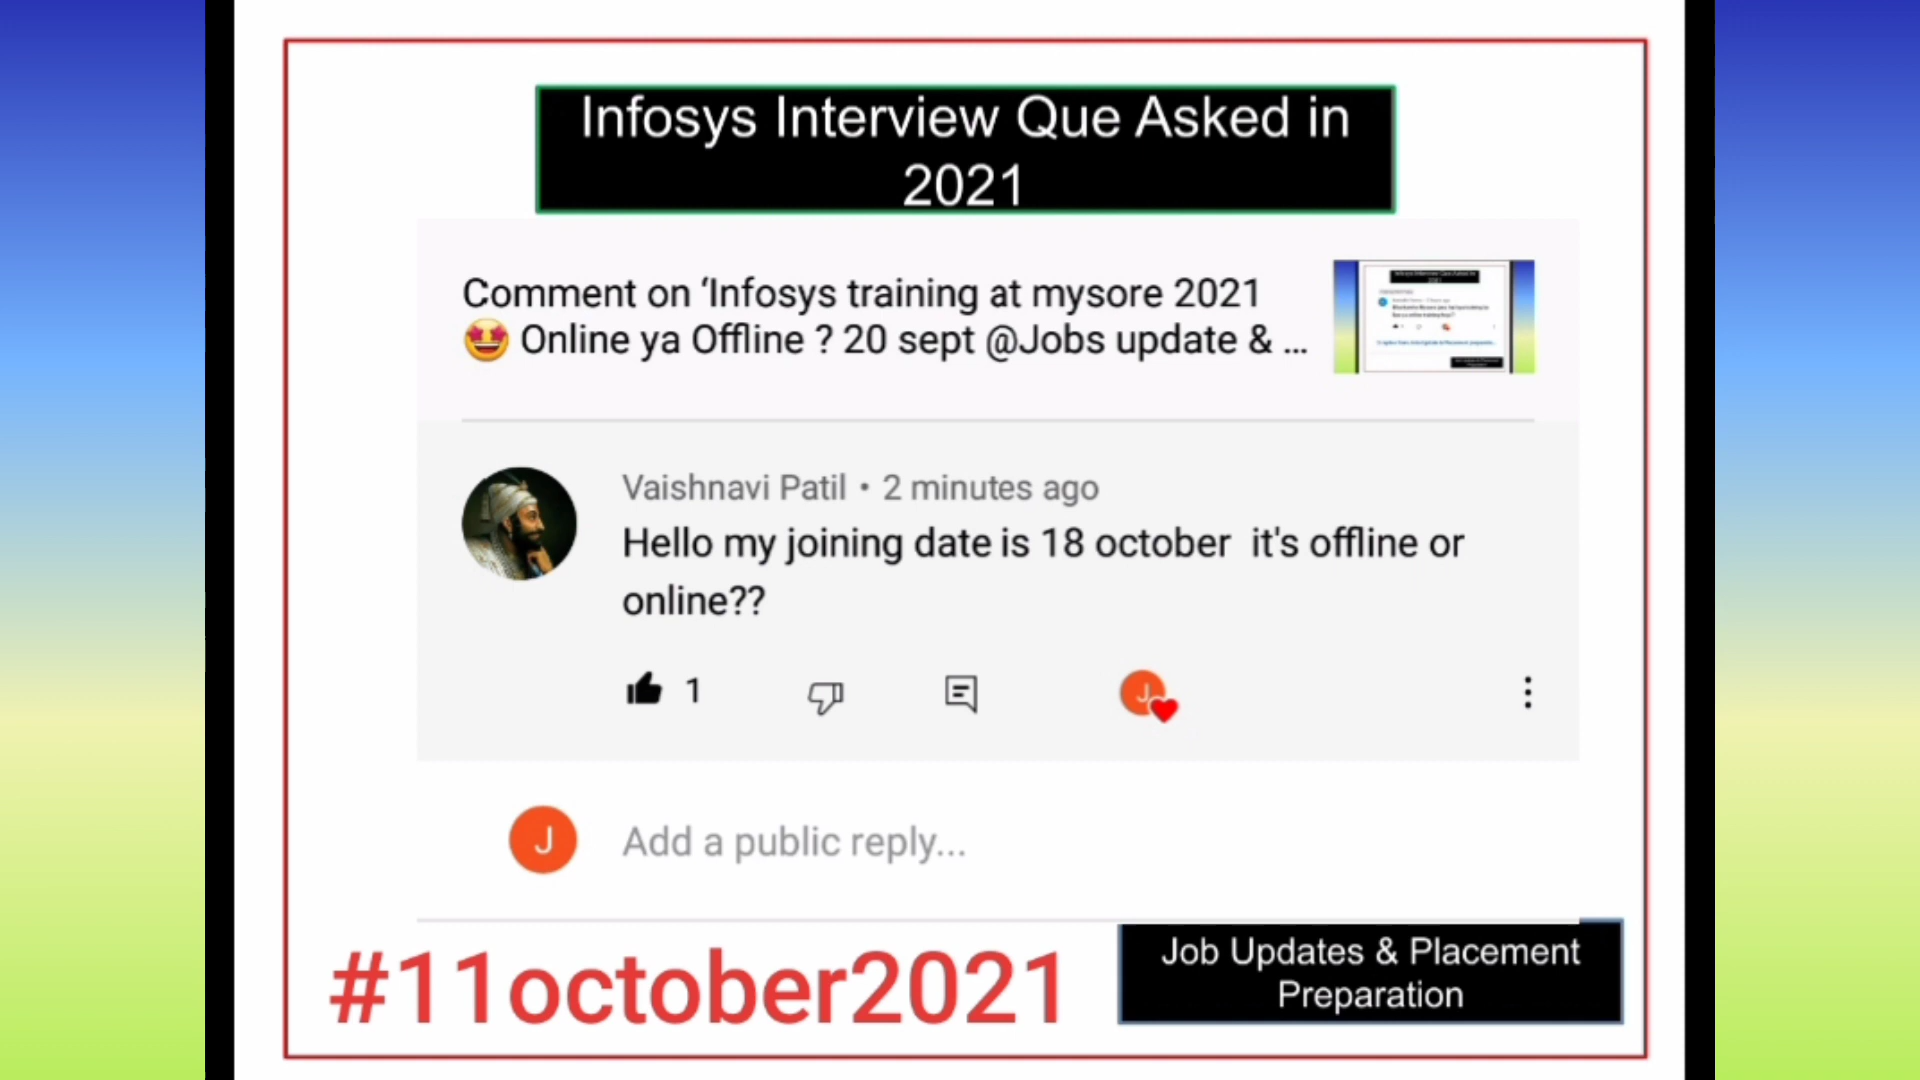 Infosys Interview Que Asked in
2021
Comment on ‘Infosys training at mysore 2021
🤩 Online ya Offline ? 20 sept @Jobs update & ...
Vaishnavi Patil • 2 minutes ago
Hello my joining date is 18 october it's offline or
online??
1
J
J
Add a public reply...
#11october2021
Job Updates & Placement
Preparation